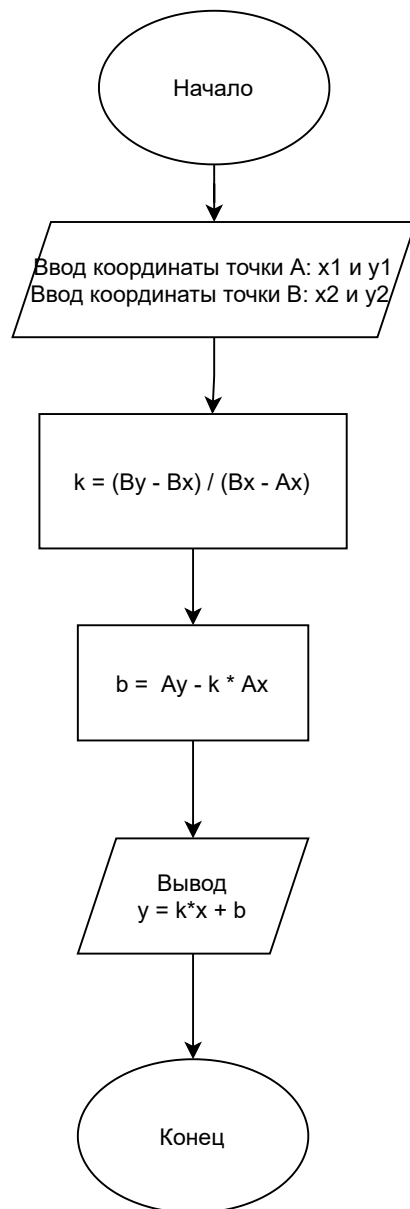 Начало
Ввод координаты точки A: x1 и y1
Ввод координаты точки B: x2 и y2
k = (By - Bx) / (Bx - Ax)
b = Ay - k * Ax
Вывод
y = k*x + b
Конец